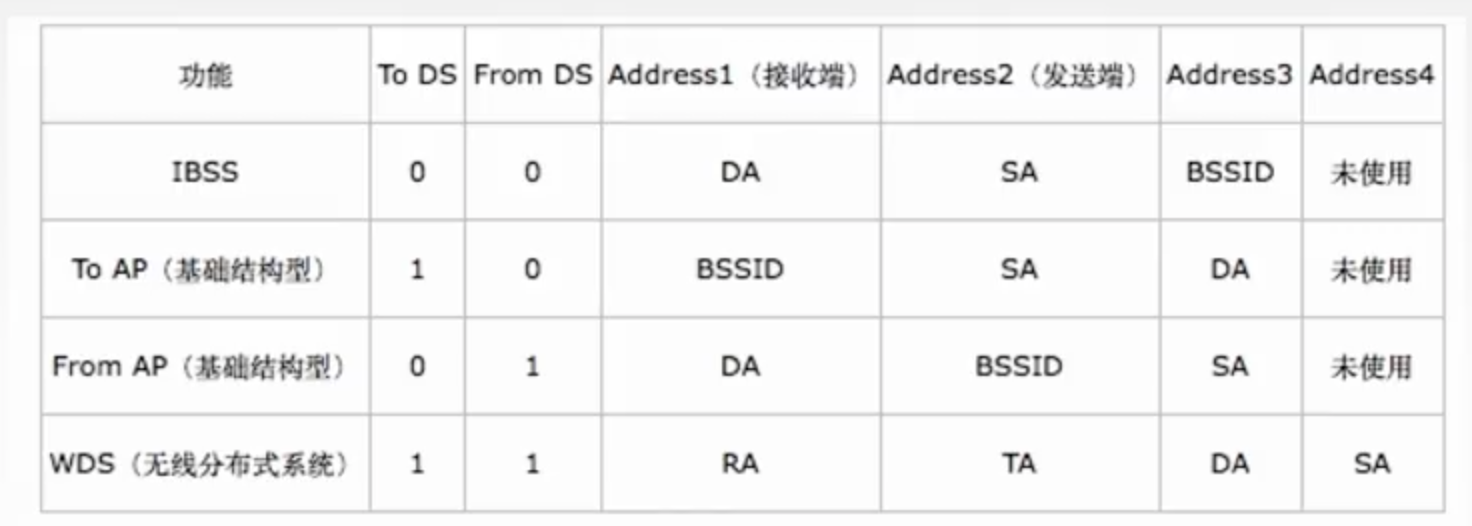 功能 To DS From DS Address1（接收端） Address2（发送端） Address3 Address4
IBSS 0 0 DA SA BSSID 未使用
To AP（基础结构型） 1 0 BSSID SA DA 未使用
From AP（基础结构型） 0 1 DA BSSID SA 未使用
WDS（无线分布式系统） 1 1 RA TA DA SA